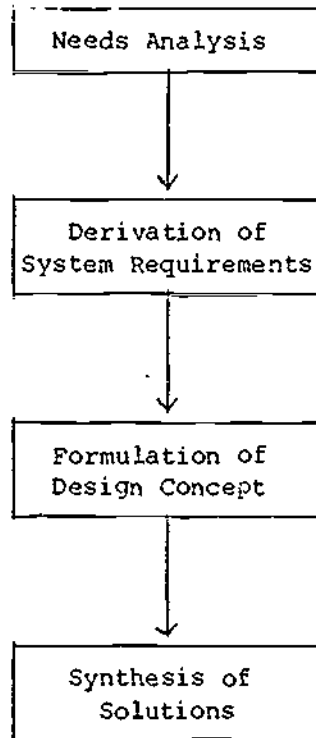 Needs Analysis
Derivation of
System Requirements
Formulation of
Design Concept
Synthesis of
Solutions